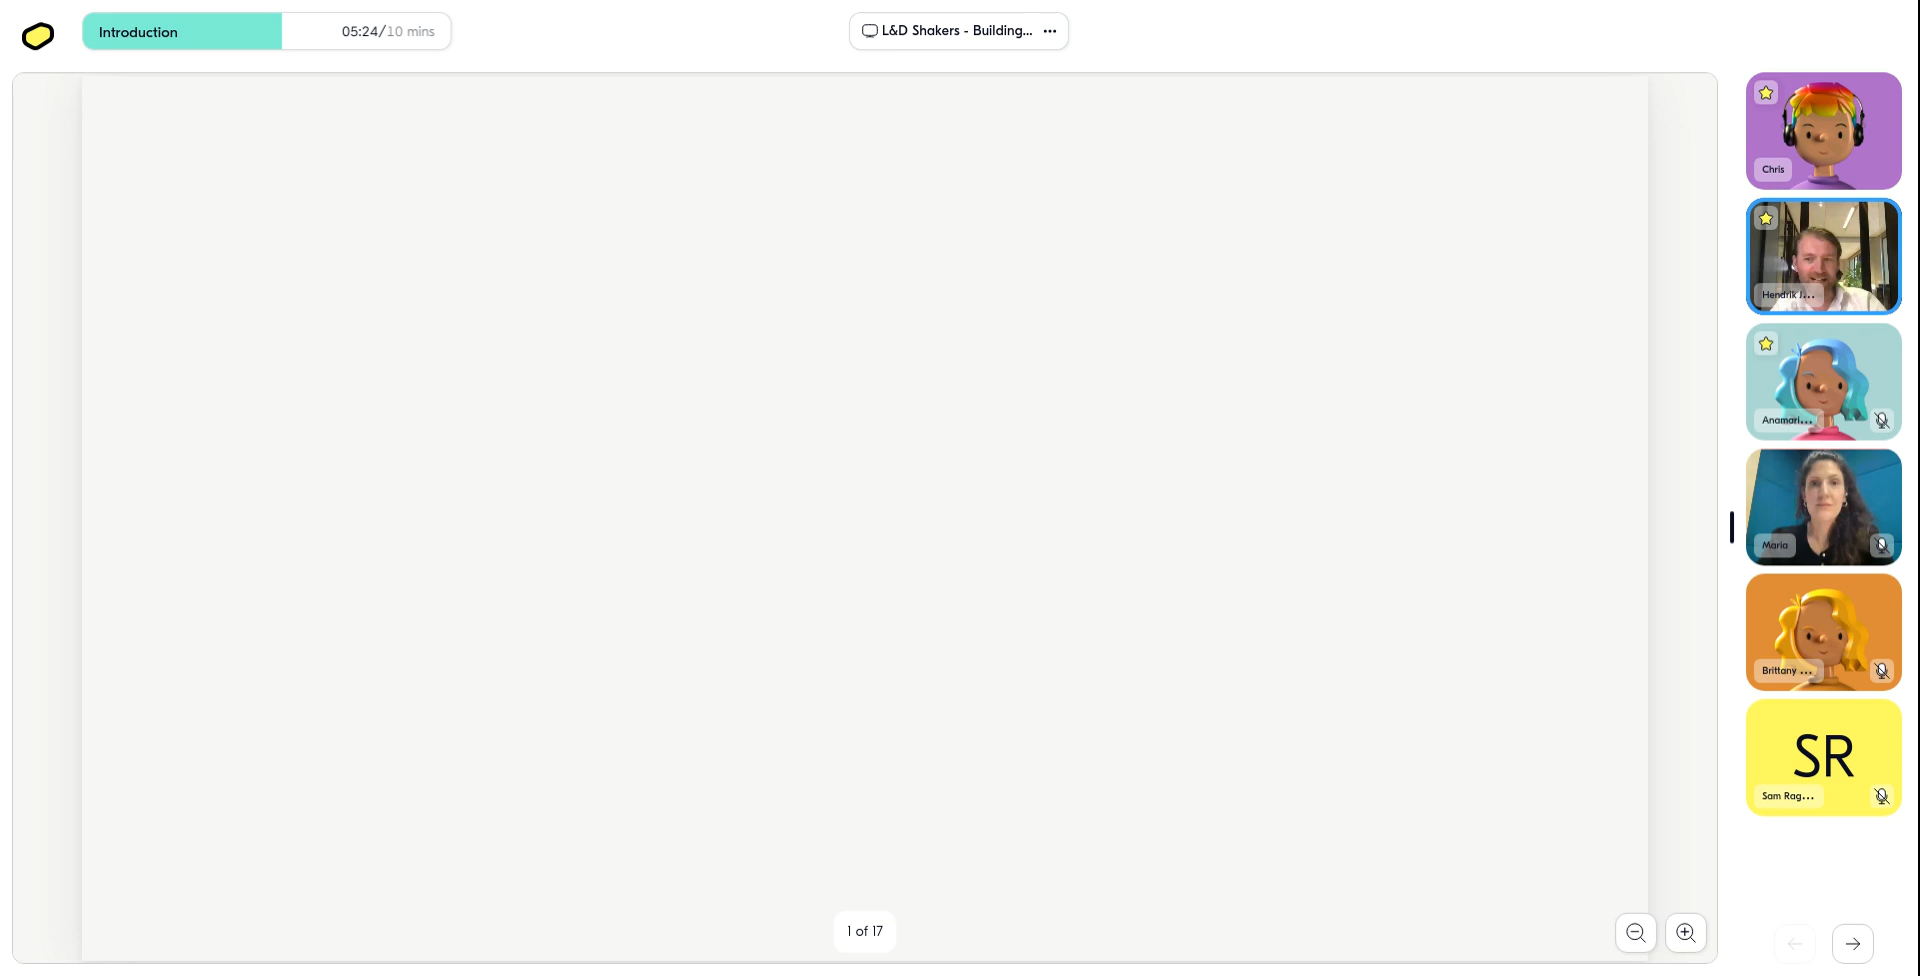 Introduction
05:24/10 mins
L&D Shakers - Building...
Chris
Hendrik J...
Anamari...
Maria
Brittany ...
SR
Sam Rag...
1 of 17